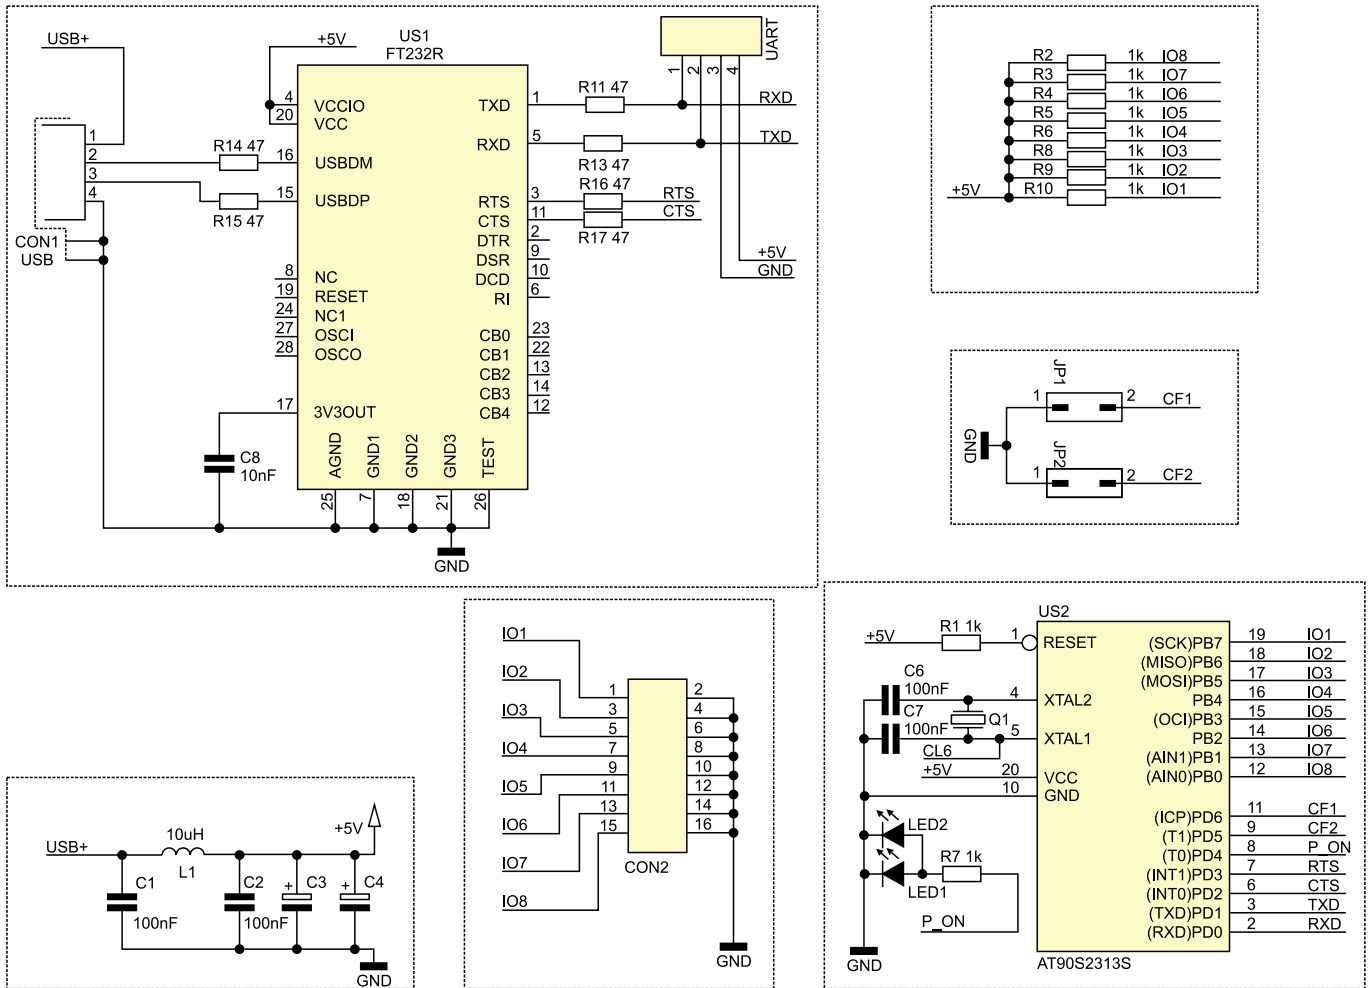 USB+
+5V
US1
FT232R
UART
1 2 3 4
4 VCCIO
20 VCC
TXD 1 R11 47 RXD
RXD 5 R13 47 TXD
1
2 R14 47 16 USBDM
3 R15 47 15 USBDP
4
CON1
USB
RTS 3 R16 47 RTS
CTS 11 R17 47 CTS
DTR 2
DSR 9
DCD 10
RI 6
+5V
GND
8 NC
19 RESET
24 NC1
27 OSCI
28 OSCO
CB0 23
CB1 22
CB2 13
CB3 14
CB4 12
17 3V3OUT
C8
10nF
AGND GND1 GND2 GND3 TEST
25 7 18 21 26
GND
R2 1k IO8
R3 1k IO7
R4 1k IO6
R5 1k IO5
R6 1k IO4
R8 1k IO3
R9 1k IO2
+5V R10 1k IO1
JP1
1 2 CF1
GND
JP2
1 2 CF2
USB+
10uH
L1
+5V
C1
100nF
C2
100nF
+ C3
+ C4
GND
IO1
IO2
IO3
IO4
IO5
IO6
IO7
IO8
1 2
3 4
5 6
7 8
9 10
11 12
13 14
15 16
CON2
GND
US2
+5V R1 1k 1 RESET
C6
100nF 4 XTAL2
C7
100nF Q1 5 XTAL1
CL6
+5V 20 VCC
10 GND
LED2
LED1
R7 1k
P_ON
GND
(SCK)PB7 19 IO1
(MISO)PB6 18 IO2
(MOSI)PB5 17 IO3
PB4 16 IO4
(OCI)PB3 15 IO5
PB2 14 IO6
(AIN1)PB1 13 IO7
(AIN0)PB0 12 IO8
(ICP)PD6 11 CF1
(T1)PD5 9 CF2
(T0)PD4 8 P_ON
(INT1)PD3 7 RTS
(INT0)PD2 6 CTS
(TXD)PD1 3 TXD
(RXD)PD0 2 RXD
AT90S2313S